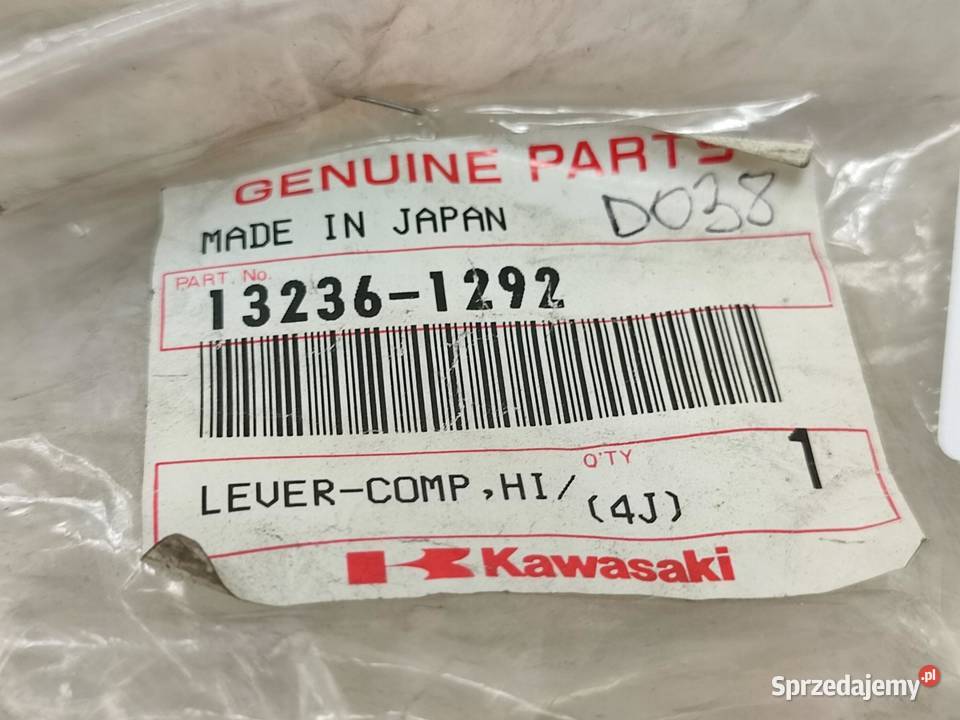 GENUINE PARTS
MADE IN JAPAN
D038
PART No.
13236-1292
LEVER-COMP,HI/
Q'TY
1
(4J)
Kawasaki
Sprzedajemy.pl